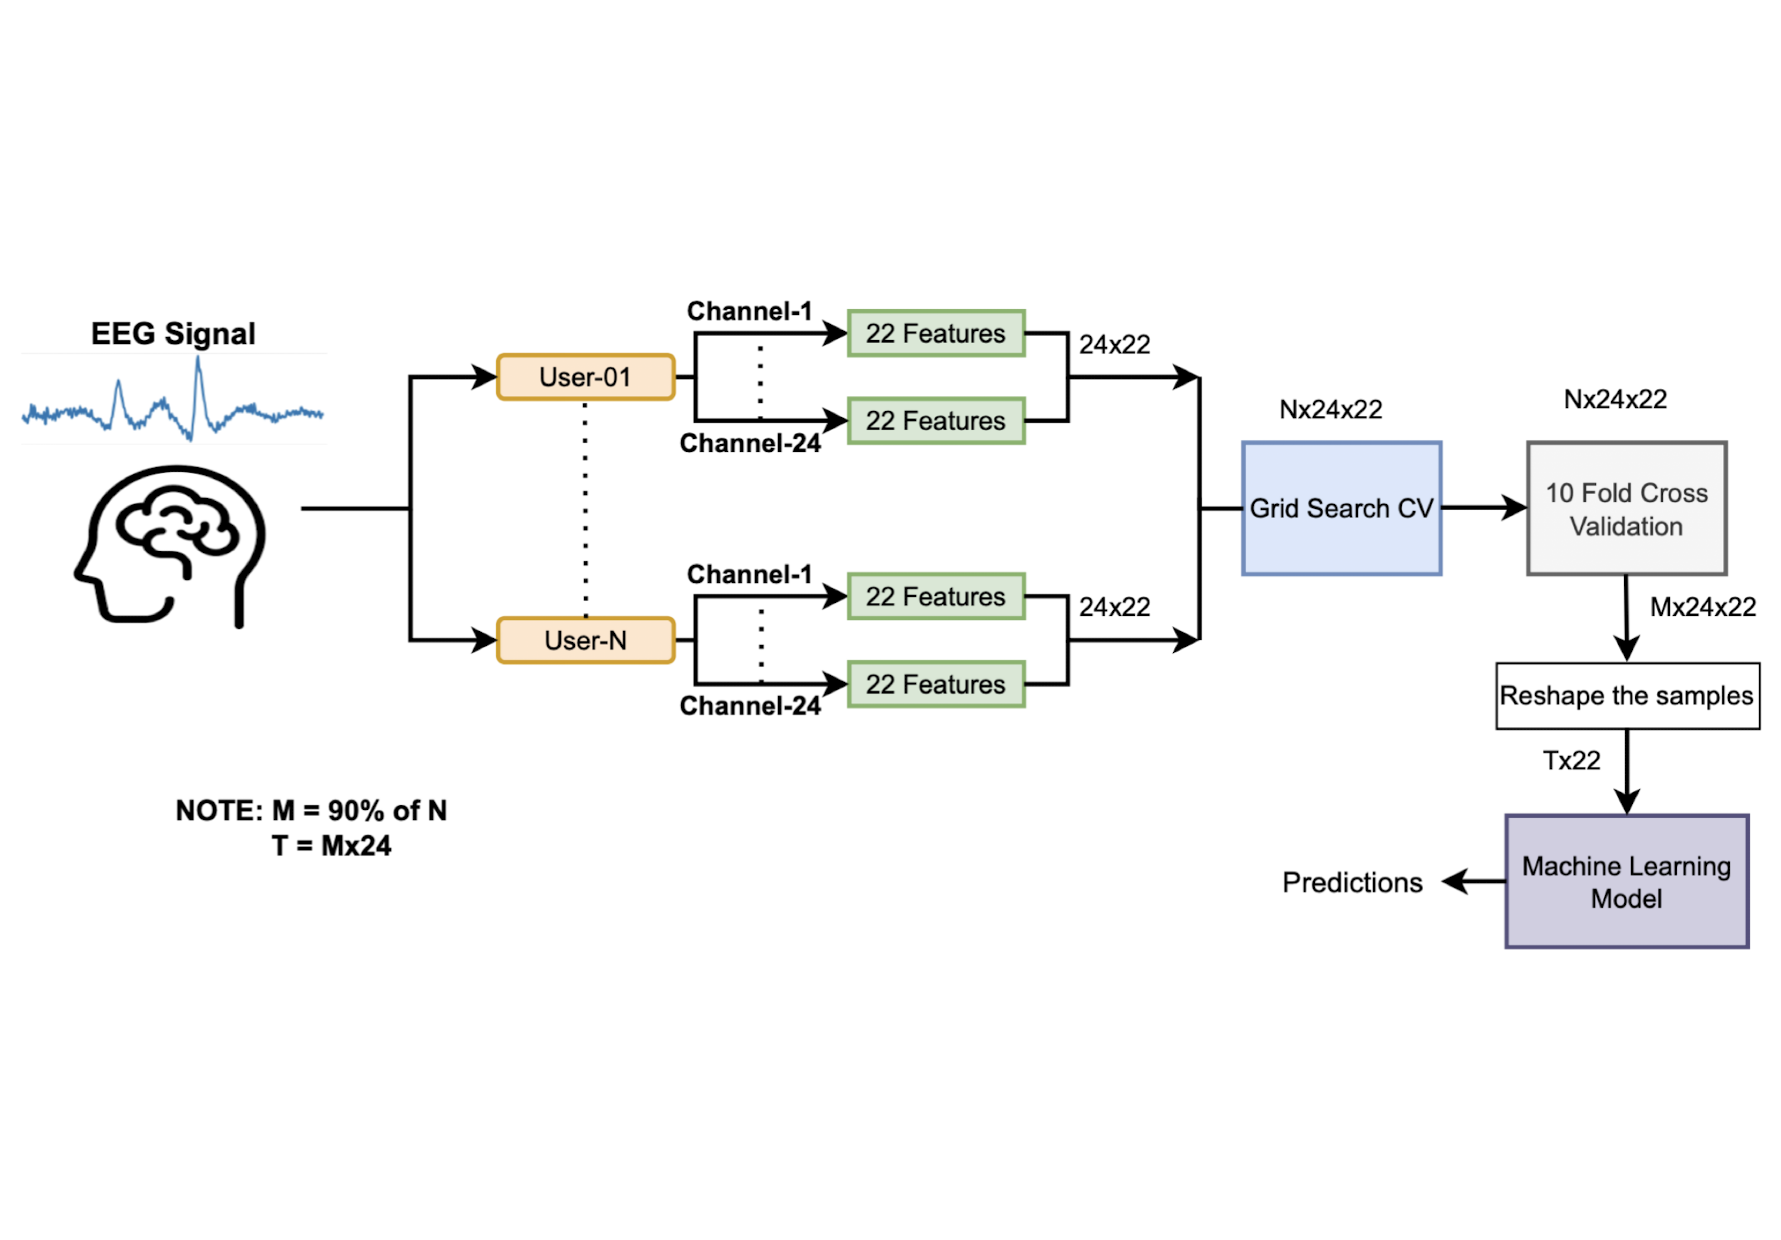 EEG Signal
User-01
User-N
Channel-1
22 Features
22 Features
Channel-24
24x22
Channel-1
22 Features
22 Features
Channel-24
24x22
Nx24x22
Grid Search CV
Nx24x22
10 Fold Cross
Validation
Mx24x22
Reshape the samples
Tx22
Machine Learning
Model
Predictions
NOTE: M = 90% of N
T = Mx24